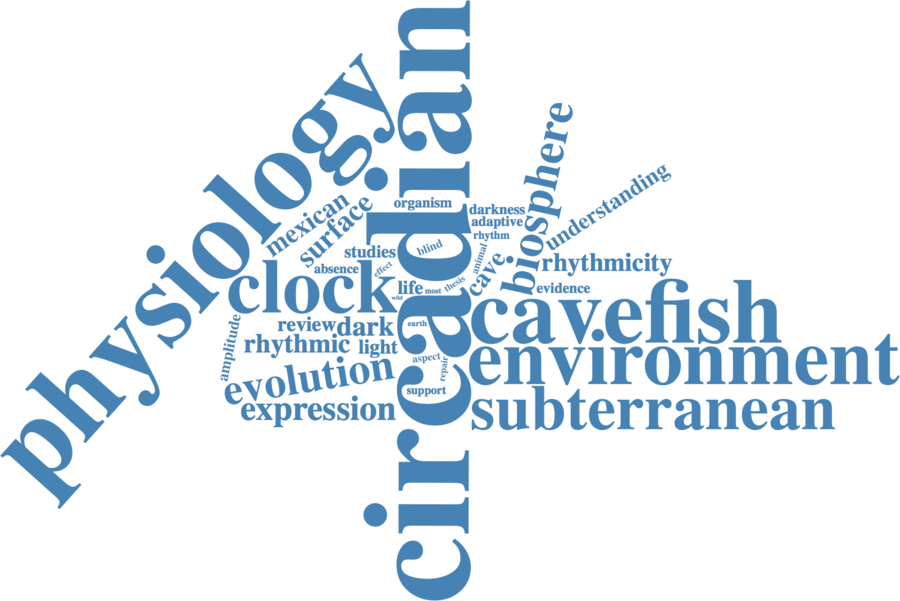 circadian
physiology
biosphere
understanding
mexican
surface
organism
darkness
adaptive
rhythm
studies
blind
animal
cave
rhythmicity
absence
effect
clock
life
most
thesis
evidence
wild
cavefish
amplitude
review
dark
earth
rhythmic
light
environment
aspect
repair
evolution
support
expression
subterranean